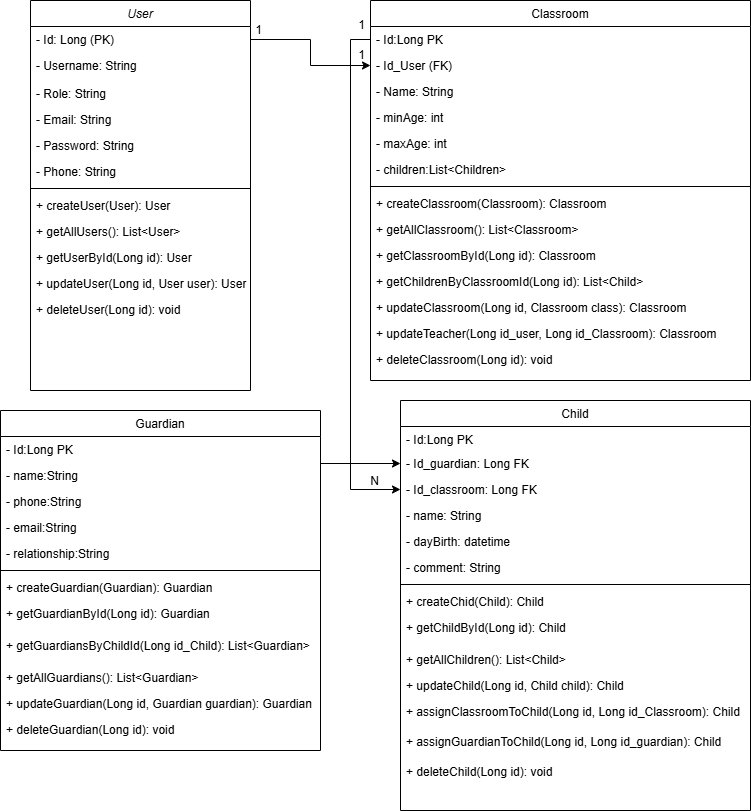 User
- Id: Long (PK)
- Username: String
- Role: String
- Email: String
- Password: String
- Phone: String
+ createUser(User): User
+ getAllUsers(): List<User>
+ getUserById(Long id): User
+ updateUser(Long id, User user): User
+ deleteUser(Long id): void
1
1
1
Classroom
- Id:Long PK
- Id_User (FK)
- Name: String
- minAge: int
- maxAge: int
- children:List<Children>
+ createClassroom(Classroom): Classroom
+ getAllClassroom(): List<Classroom>
+ getClassroomById(Long id): Classroom
+ getChildrenByClassroomId(Long id): List<Child>
+ updateClassroom(Long id, Classroom class): Classroom
+ updateTeacher(Long id_user, Long id_Classroom): Classroom
+ deleteClassroom(Long id): void
Guardian
- Id:Long PK
- name:String
- phone:String
- email:String
- relationship:String
+ createGuardian(Guardian): Guardian
+ getGuardianById(Long id): Guardian
+ getGuardiansByChildId(Long id_Child): List<Guardian>
+ getAllGuardians(): List<Guardian>
+ updateGuardian(Long id, Guardian guardian): Guardian
+ deleteGuardian(Long id): void
N
Child
- Id:Long PK
- Id_guardian: Long FK
- Id_classroom: Long FK
- name: String
- dayBirth: datetime
- comment: String
+ createChid(Child): Child
+ getChildById(Long id): Child
+ getAllChildren(): List<Child>
+ updateChild(Long id, Child child): Child
+ assignClassroomToChild(Long id, Long id_Classroom): Child
+ assignGuardianToChild(Long id, Long id_guardian): Child
+ deleteChild(Long id): void